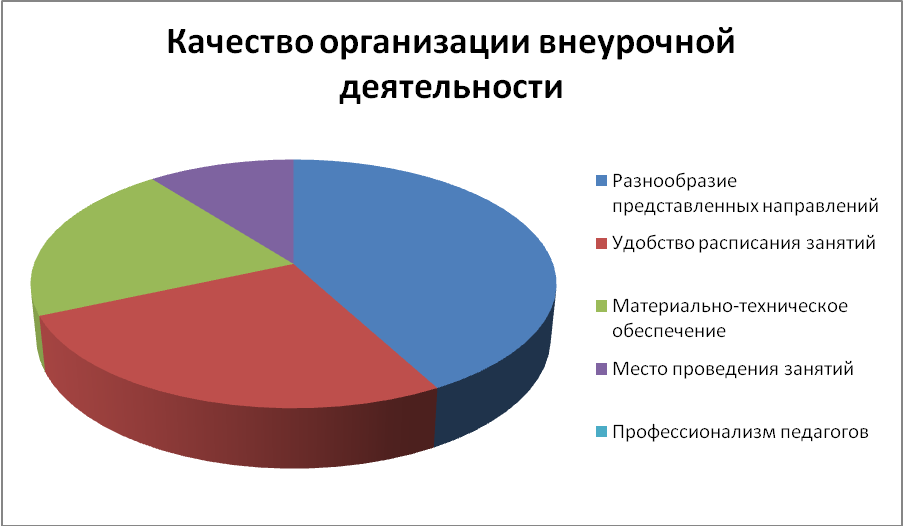 Качество организации внеурочной
деятельности
Разнообразие
представленных направлений
Удобство расписания занятий
Материально-техническое
обеспечение
Место проведения занятий
Профессионализм педагогов